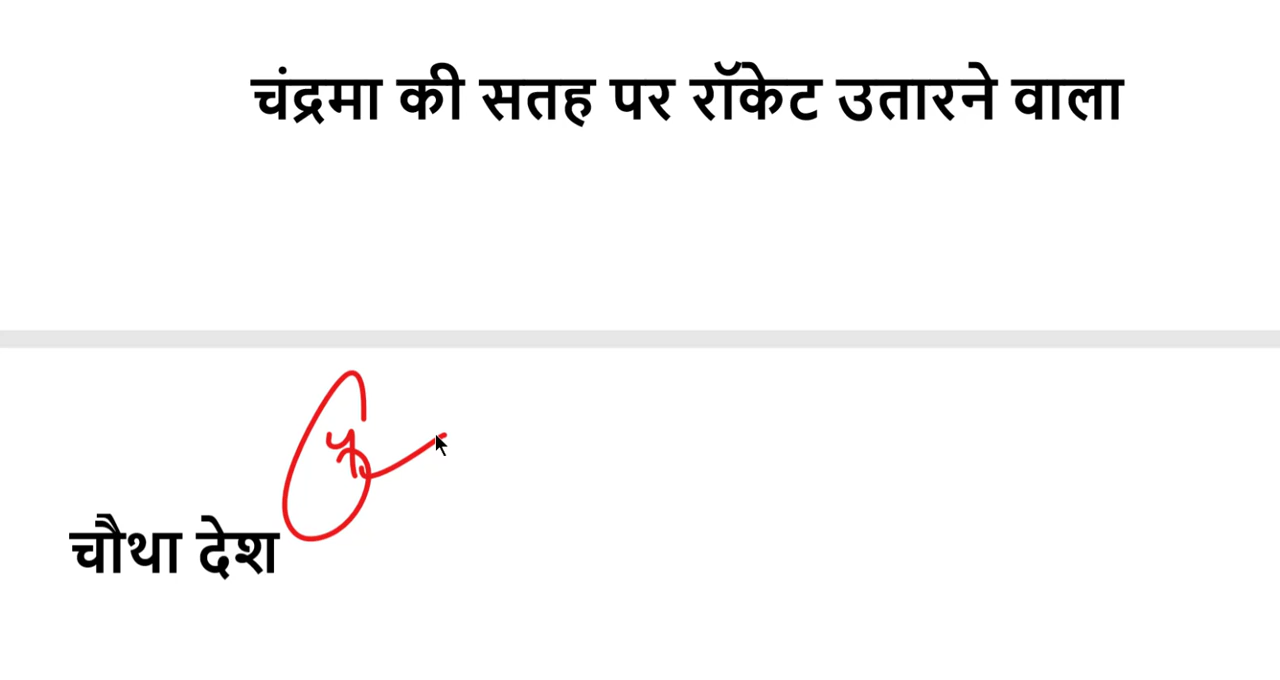 चंद्रमा की सतह पर रॉकेट उतारने वाला
चौथा देश